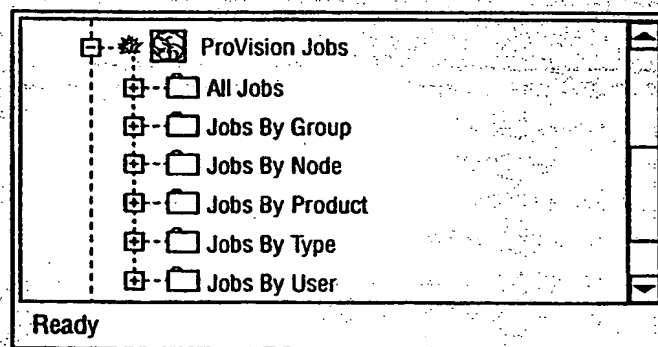 ProVision Jobs
All Jobs
Jobs By Group
Jobs By Node
Jobs By Product
Jobs By Type
Jobs By User
Ready